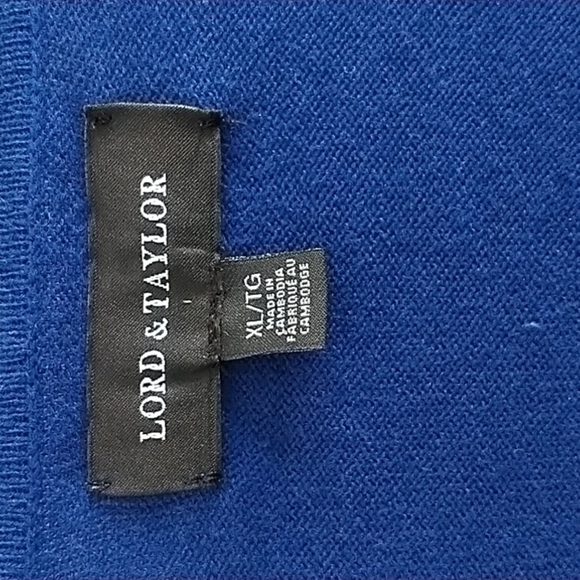 LORD & TAYLOR
XL/TG
MADE IN
CAMBODIA
FABRIQUÉ AU
CAMBODGE